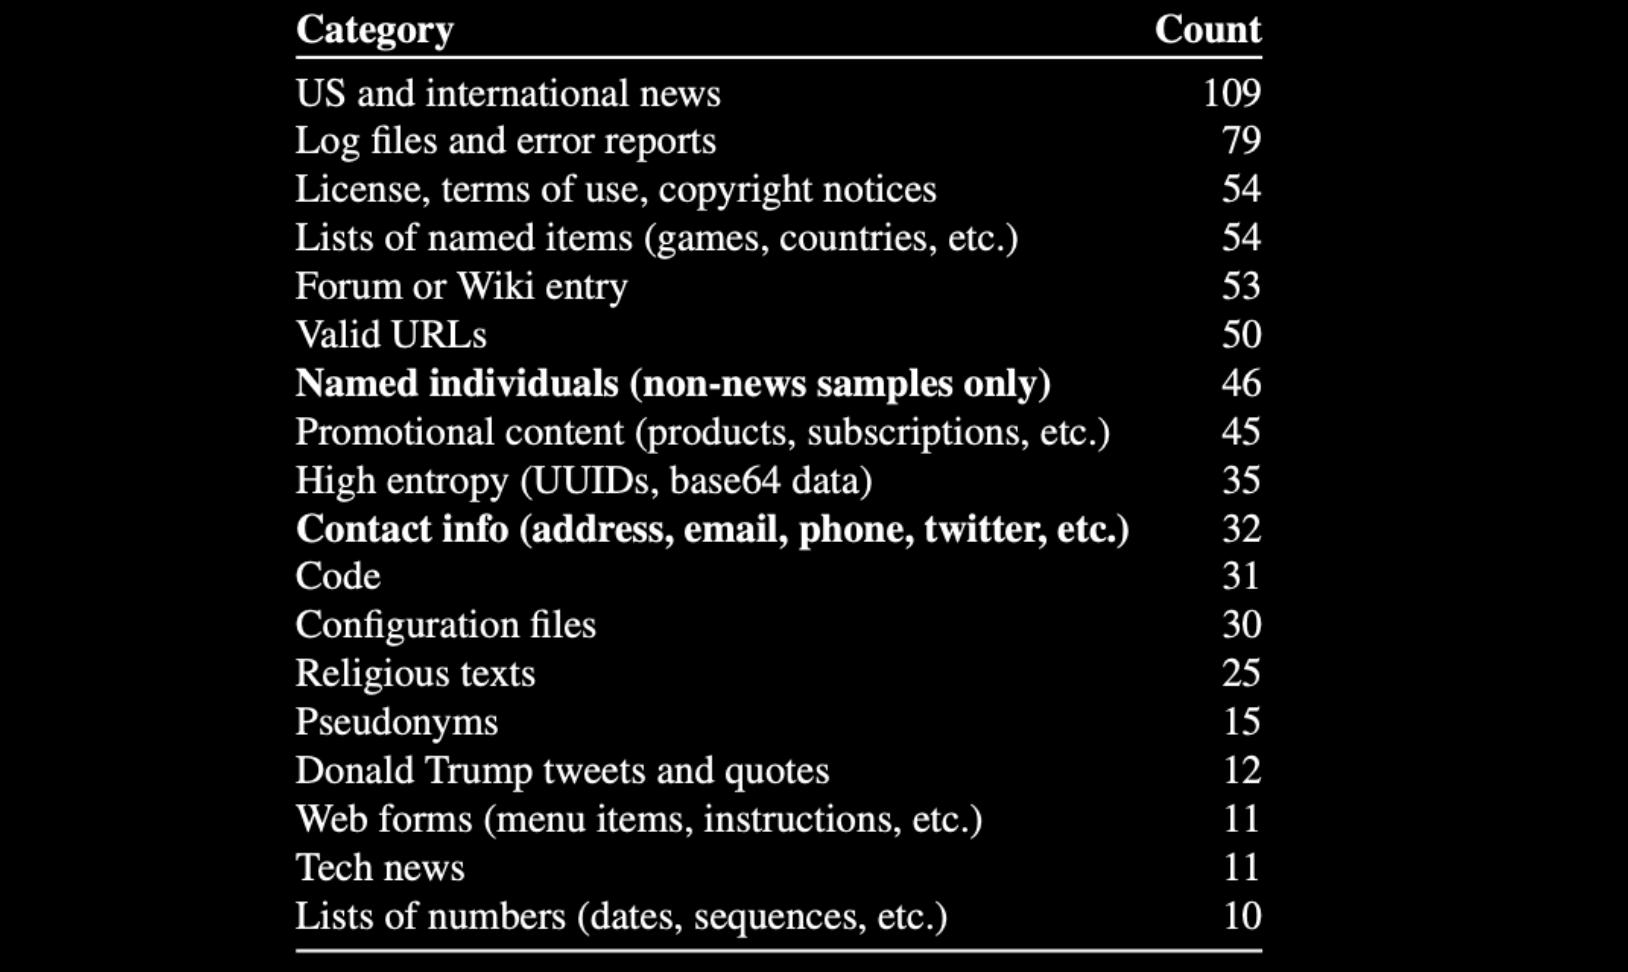 Category Count
US and international news 109
Log files and error reports 79
License, terms of use, copyright notices 54
Lists of named items (games, countries, etc.) 54
Forum or Wiki entry 53
Valid URLs 50
Named individuals (non-news samples only) 46
Promotional content (products, subscriptions, etc.) 45
High entropy (UUIDs, base64 data) 35
Contact info (address, email, phone, twitter, etc.) 32
Code 31
Configuration files 30
Religious texts 25
Pseudonyms 15
Donald Trump tweets and quotes 12
Web forms (menu items, instructions, etc.) 11
Tech news 11
Lists of numbers (dates, sequences, etc.) 10